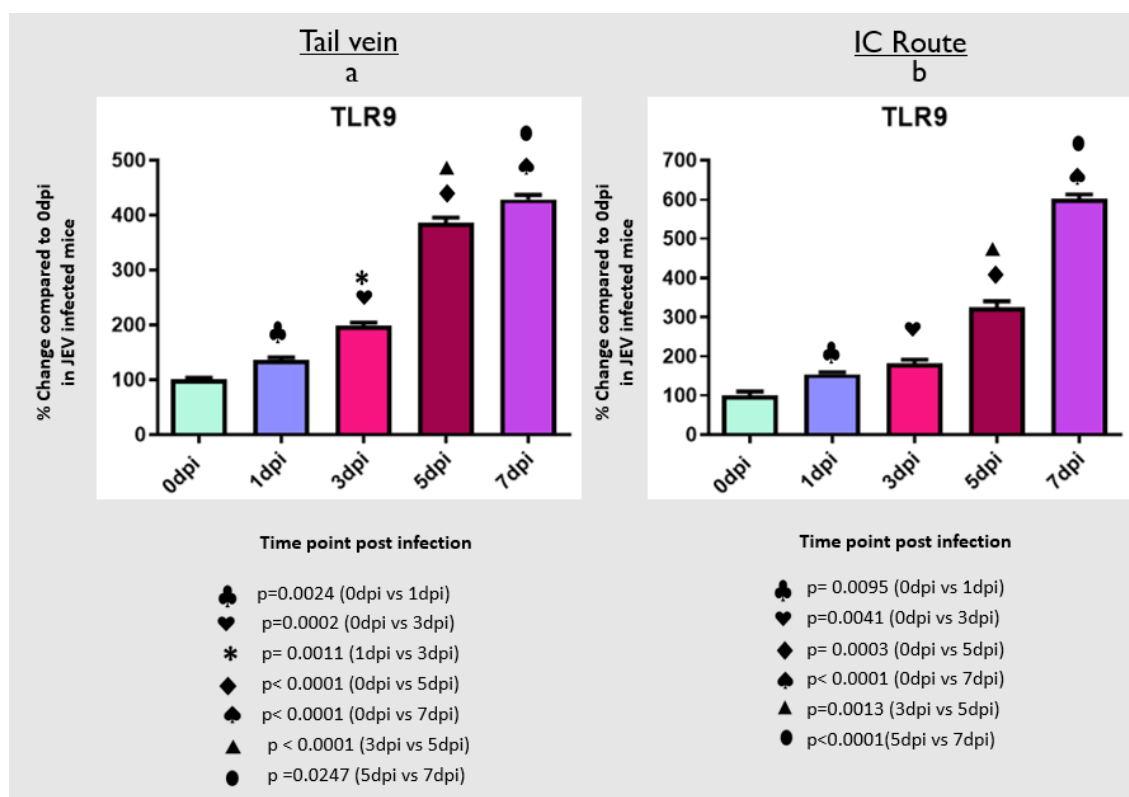 Tail vein
a
TLR9
% Change compared to 0dpi
in JEV infected mice
500
400
300
200
100
0
0dpi
1dpi
3dpi
5dpi
7dpi
Time point post infection
♣ p=0.0024 (0dpi vs 1dpi)
♥ p=0.0002 (0dpi vs 3dpi)
* p= 0.0011 (1dpi vs 3dpi)
◆ p< 0.0001 (0dpi vs 5dpi)
♠ p< 0.0001 (0dpi vs 7dpi)
▲ p < 0.0001 (3dpi vs 5dpi)
● p =0.0247 (5dpi vs 7dpi)
IC Route
b
TLR9
% Change compared to 0dpi
in JEV infected mice
700
600
500
400
300
200
100
0
0dpi
1dpi
3dpi
5dpi
7dpi
Time point post infection
♣ p= 0.0095 (0dpi vs 1dpi)
♥ p=0.0041 (0dpi vs 3dpi)
◆ p= 0.0003 (0dpi vs 5dpi)
♠ p< 0.0001 (0dpi vs 7dpi)
▲ p=0.0013 (3dpi vs 5dpi)
● p<0.0001(5dpi vs 7dpi)